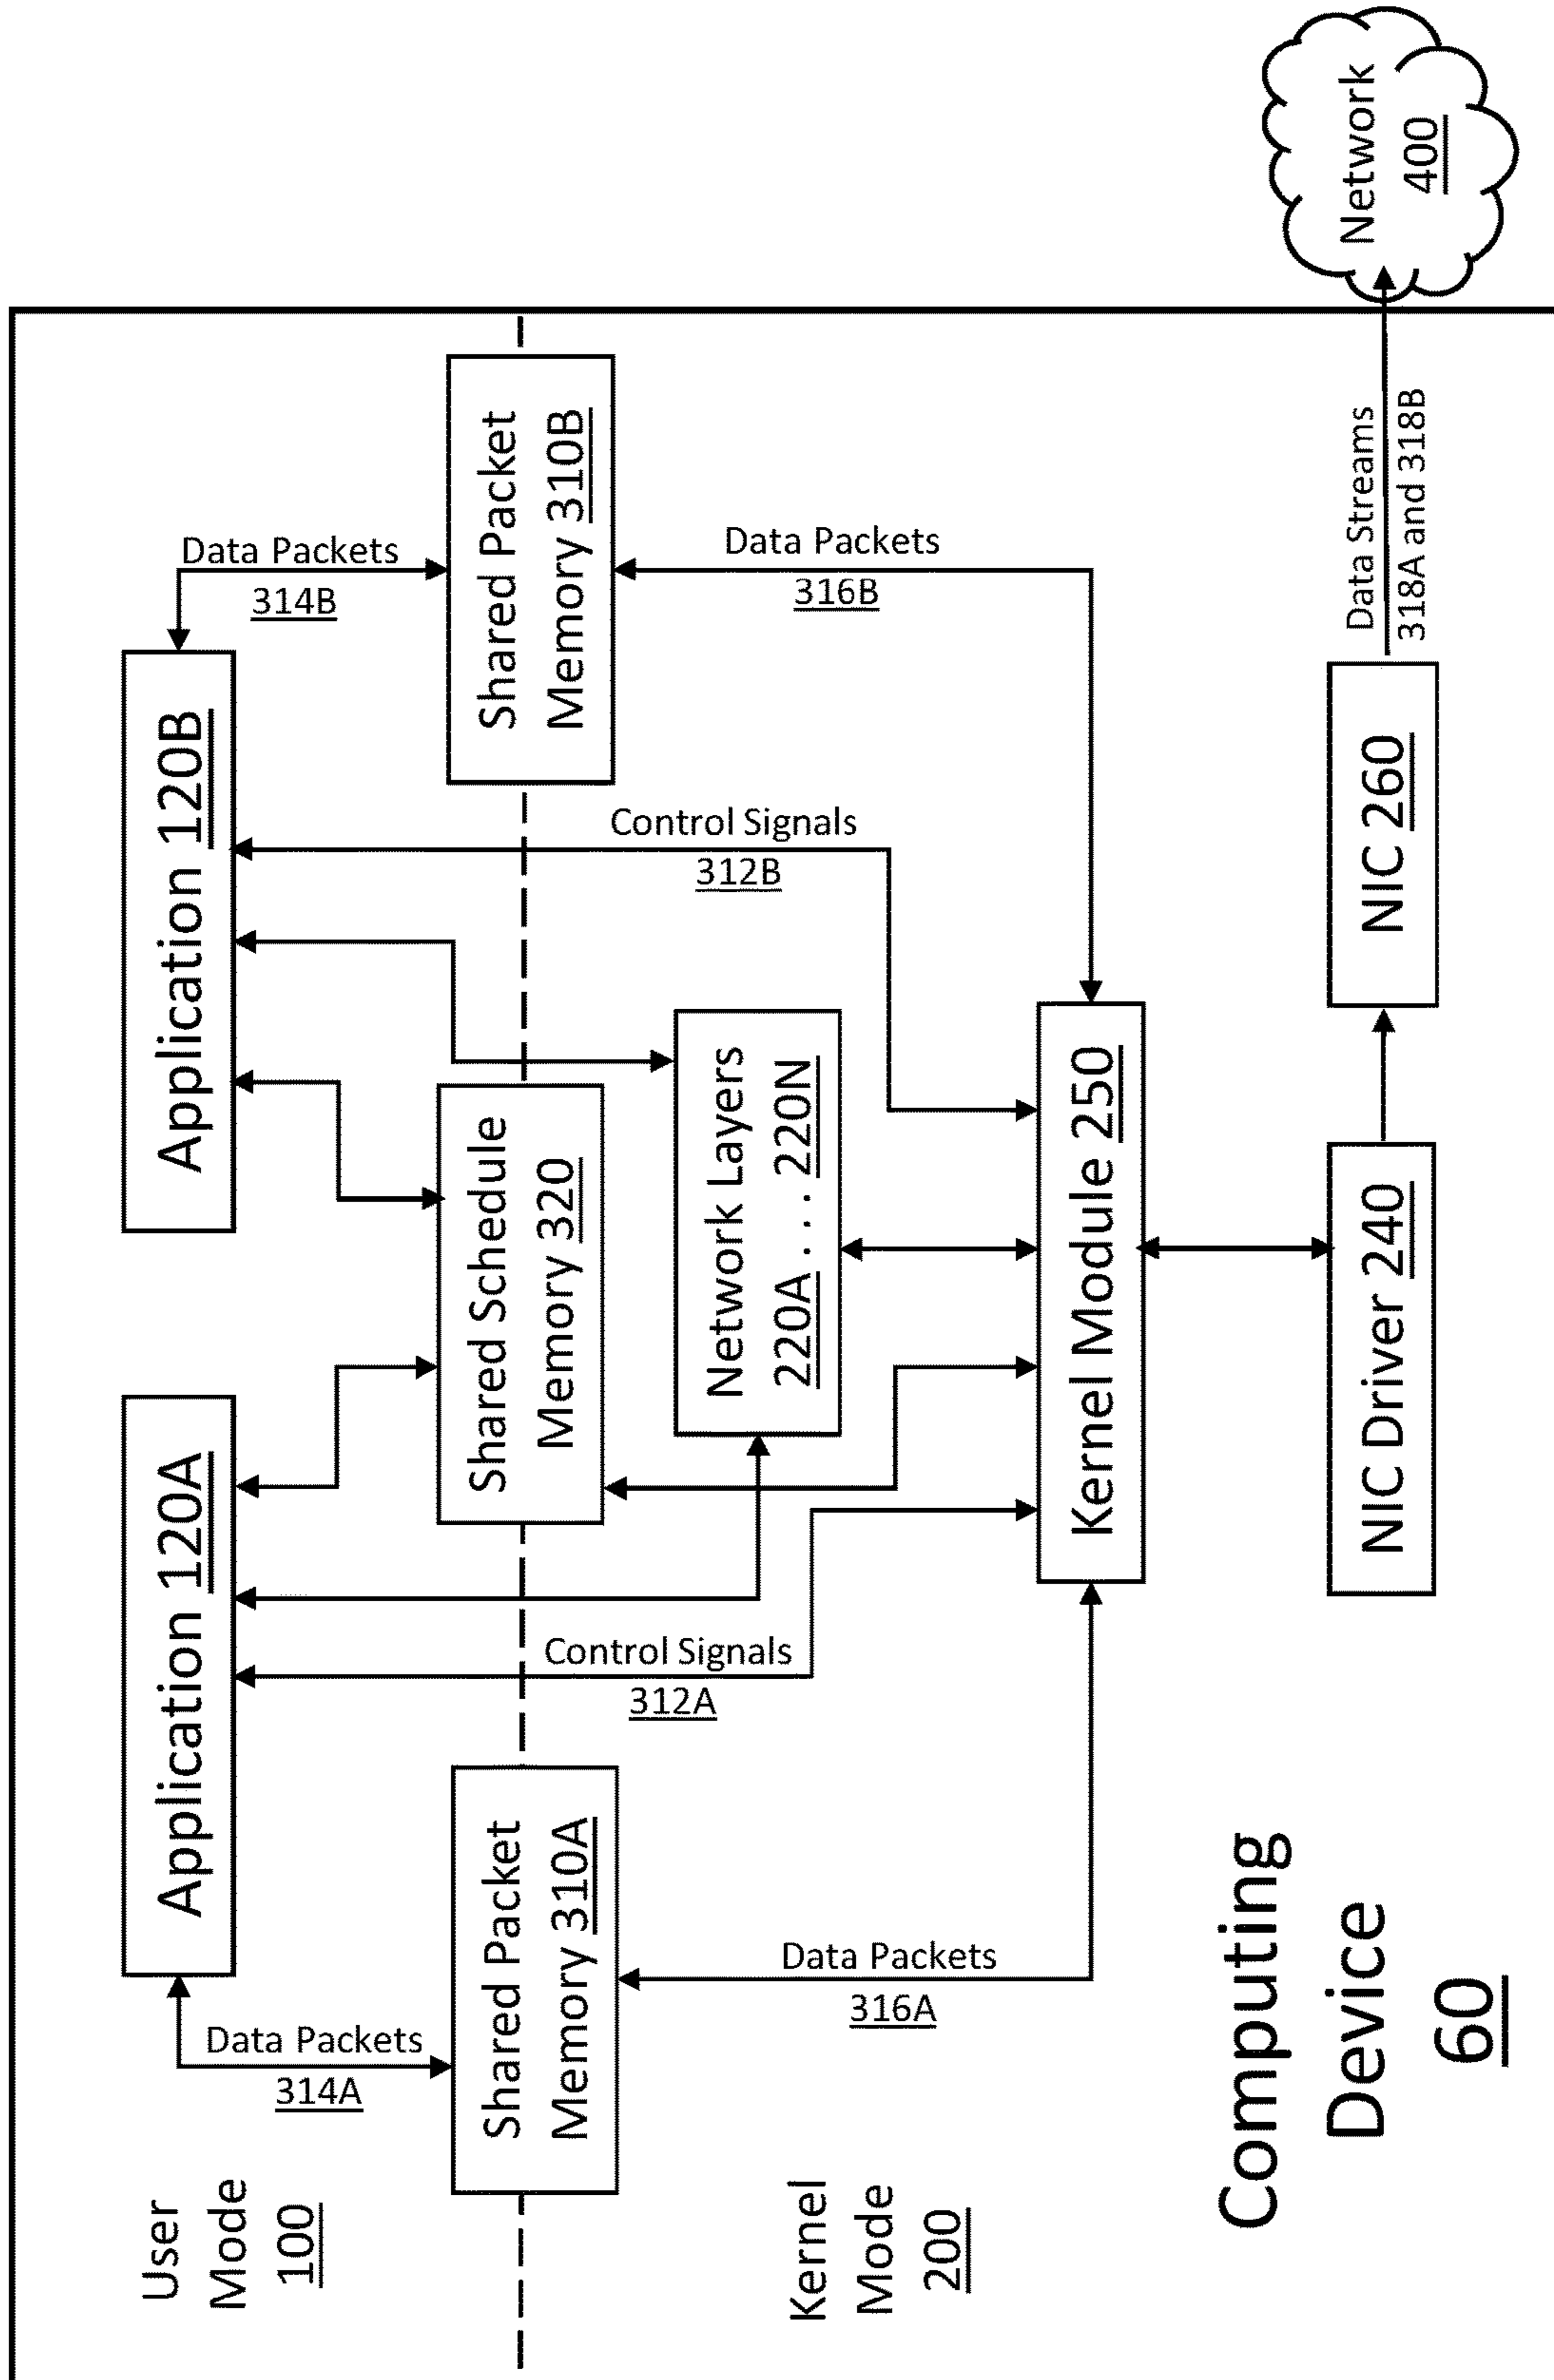 User
Mode
100
Application 120A
Application 120B
Data Packets
314A
Data Packets
314B
Shared Packet
Memory 310A
Shared Schedule
Memory 320
Shared Packet
Memory 310B
Control Signals
312A
Control Signals
312B
Network Layers
220A . . . 220N
Kernel
Mode
200
Data Packets
316A
Data Packets
316B
Kernel Module 250
Computing
Device
60
NIC Driver 240
NIC 260
Data Streams
318A and 318B
Network
400